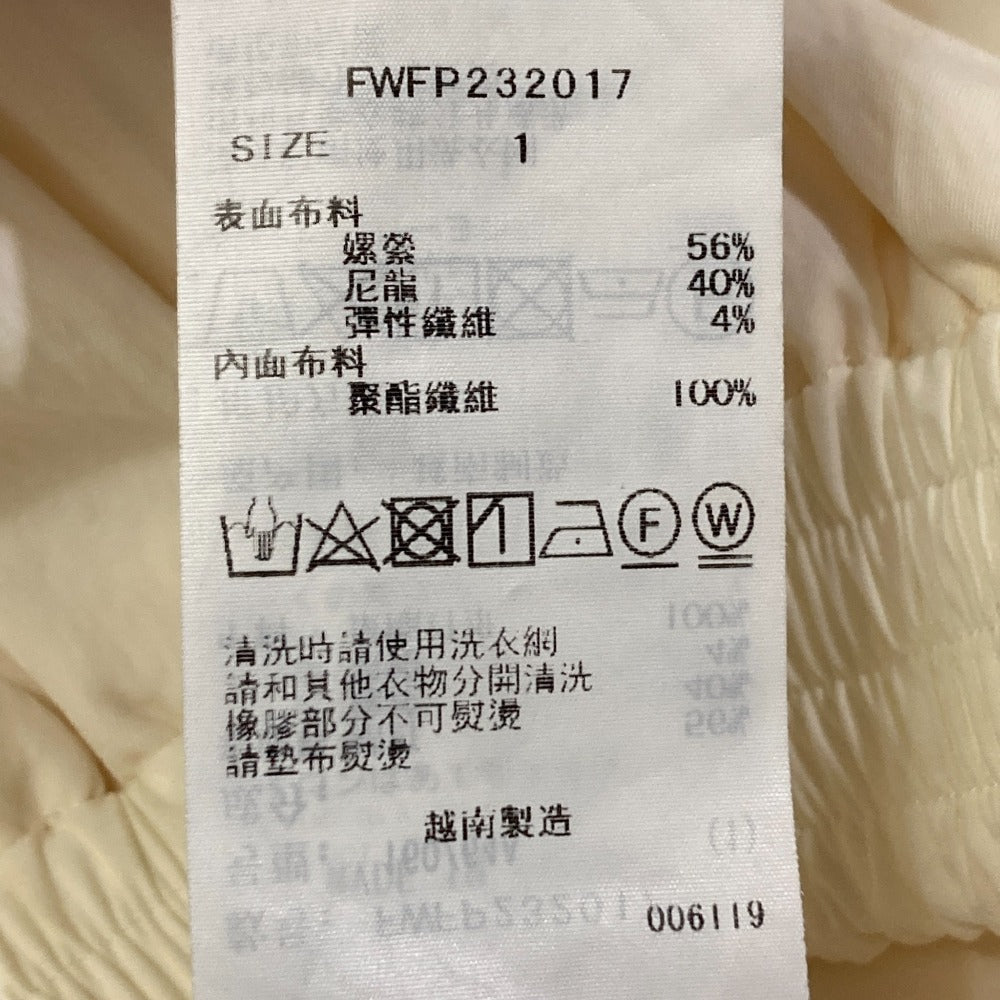 FWFP232017
SIZE 1
表面布料
嫘縈 56%
尼龍 40%
彈性纖維 4%
內面布料
聚酯纖維 100%
F W
清洗時請使用洗衣網
請和其他衣物分開清洗
橡膠部分不可熨燙
請墊布熨燙
越南製造
006119